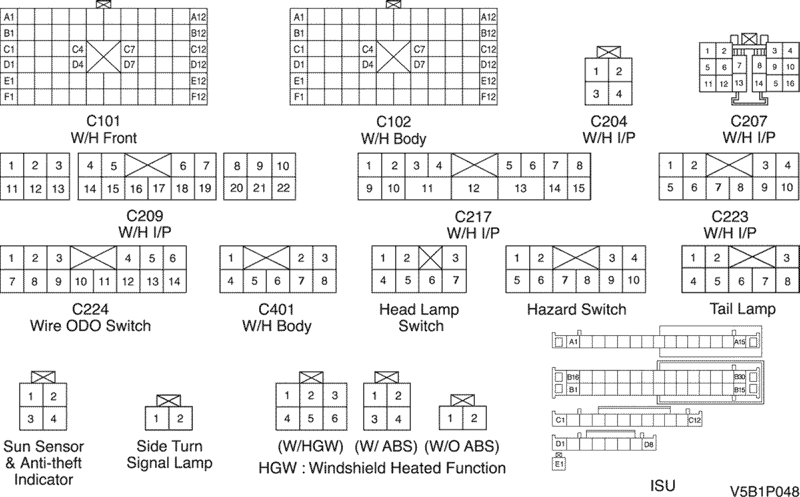 A1 A12 A1 A12
B1 B12 B1 B12
C1 C4 C7 C12 C1 C4 C7 C12
D1 D4 D7 D12 D1 D4 D7 D12
E1 E12 E1 E12
F1 F12 F1 F12
C101
W/H Front
C102
W/H Body
1 2
3 4
C204
W/H I/P
1 2 3 4
5 6 7 8 9 10
11 12 13 14 5 16
C207
W/H I/P
1 2 3 4 5 6 7 8 9 10
11 12 13 14 15 16 17 18 19 20 21 22
C209
W/H I/P
1 2 3 4 5 6 7 8
9 10 11 12 13 14 15
C217
W/H I/P
1 2 3 4
5 6 7 8 9 10
C223
W/H I/P
1 2 3 4 5 6
7 8 9 10 11 12 13 14
C224
Wire ODO Switch
1 2 3
4 5 6 7 8
C401
W/H Body
1 2 3
4 5 6 7
Head Lamp
Switch
1 2 3 4
5 6 7 8 9 10
Hazard Switch
1 2 3
4 5 6 7 8
Tail Lamp
1 2
3 4
Sun Sensor
& Anti-theft
Indicator
1 2
Side Turn
Signal Lamp
1 2 3
4 5 6
(W/HGW)
1 2
3 4
(W/ ABS)
1 2
(W/O ABS)
HGW : Windshield Heated Function
A1 A15
B16 B30
B1 B15
C1 C12
D1 D8
E1
ISU
V5B1P048